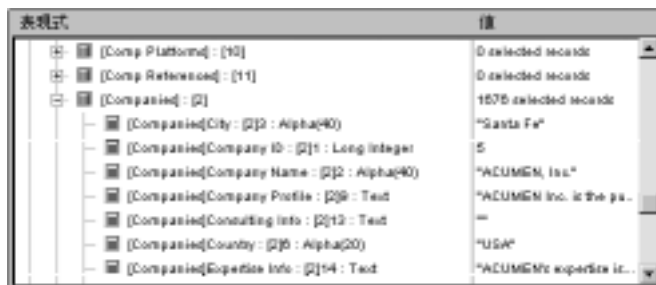 表現式 値
[Comp Platforms] : [10] 0 selected records
[Comp References] : [11] 0 selected records
[Companies] : [2] 1676 selected records
[Companies]City : [2]3 : Alpha(40) "Santa Fe"
[Companies]Company ID : [2]1 : Long Integer 5
[Companies]Company Name : [2]2 : Alpha(40) "ACUMEN, Inc."
[Companies]Company Profile : [2]9 : Text "ACUMEN Inc. is the pu...
[Companies]Consulting Info : [2]13 : Text ""
[Companies]Country : [2]6 : Alpha(20) "USA"
[Companies]Expertise Info : [2]14 : Text "ACUMEN's expertise is...